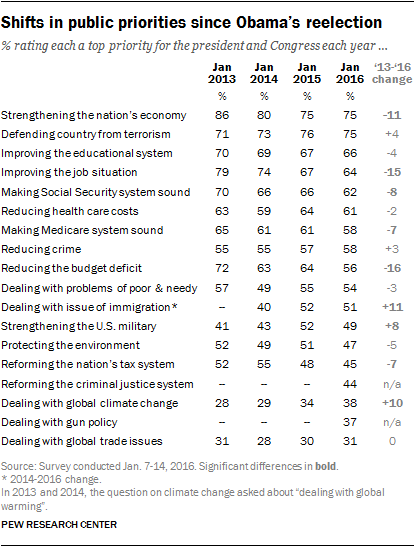 Shifts in public priorities since Obama's reelection
% rating each a top priority for the president and Congress each year ...
Jan 2013 Jan 2014 Jan 2015 Jan 2016 '13-'16 change
% % % %
Strengthening the nation's economy 86 80 75 75 -11
Defending country from terrorism 71 73 76 75 +4
Improving the educational system 70 69 67 66 -4
Improving the job situation 79 74 67 64 -15
Making Social Security system sound 70 66 66 62 -8
Reducing health care costs 63 59 64 61 -2
Making Medicare system sound 65 61 61 58 -7
Reducing crime 55 55 57 58 +3
Reducing the budget deficit 72 63 64 56 -16
Dealing with problems of poor & needy 57 49 55 54 -3
Dealing with issue of immigration* -- 40 52 51 +11
Strengthening the U.S. military 41 43 52 49 +8
Protecting the environment 52 49 51 47 -5
Reforming the nation's tax system 52 55 48 45 -7
Reforming the criminal justice system -- -- -- 44 n/a
Dealing with global climate change 28 29 34 38 +10
Dealing with gun policy -- -- -- 37 n/a
Dealing with global trade issues 31 28 30 31 0
Source: Survey conducted Jan. 7-14, 2016. Significant differences in bold.
* 2014-2016 change.
In 2013 and 2014, the question on climate change asked about "dealing with global
warming".
PEW RESEARCH CENTER